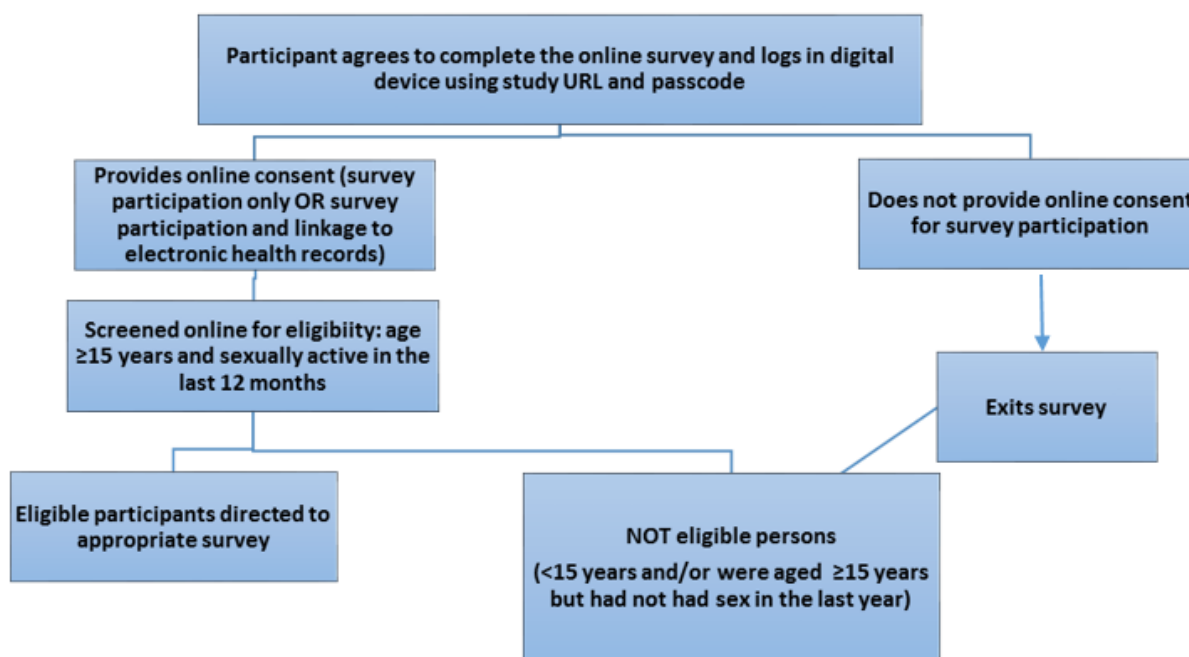 Participant agrees to complete the online survey and logs in digital
device using study URL and passcode
Provides online consent (survey
participation only OR survey
participation and linkage to
electronic health records)
Does not provide online consent
for survey participation
Screened online for eligibiity: age
≥15 years and sexually active in the
last 12 months
Exits survey
Eligible participants directed to
appropriate survey
NOT eligible persons
(<15 years and/or were aged ≥15 years
but had not had sex in the last year)